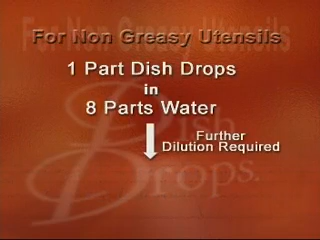 For Non Greasy Utensils
1 Part Dish Drops
in
8 Parts Water
Further
Dilution Required
Dish
Drops.